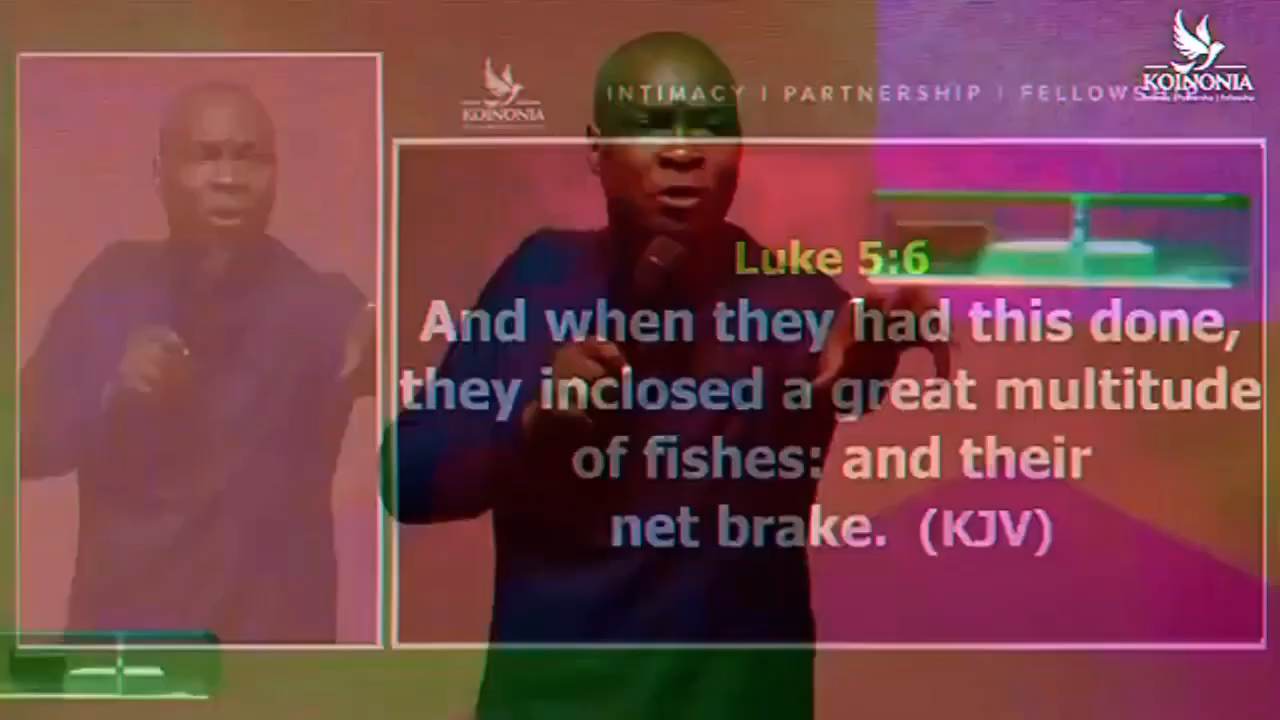 KOINONIA
KOINONIA
INTIMACY | PARTNERSHIP | FELLOWSHIP
Luke 5:6
And when they had this done,
they inclosed a great multitude
of fishes: and their
net brake. (KJV)